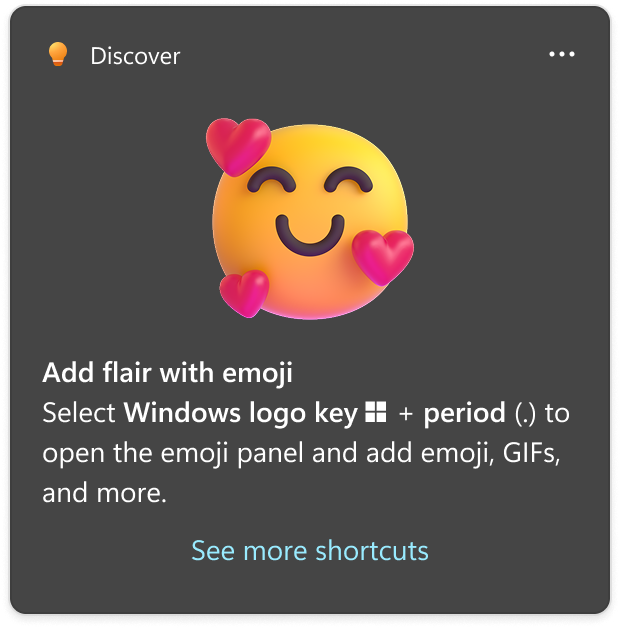 Discover
Add flair with emoji
Select Windows logo key + period (.) to
open the emoji panel and add emoji, GIFs,
and more.
See more shortcuts